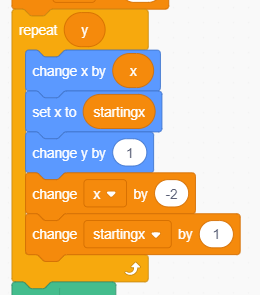 repeat y
change x by x
set x to startingx
change y by 1
change x by -2
change startingx by 1